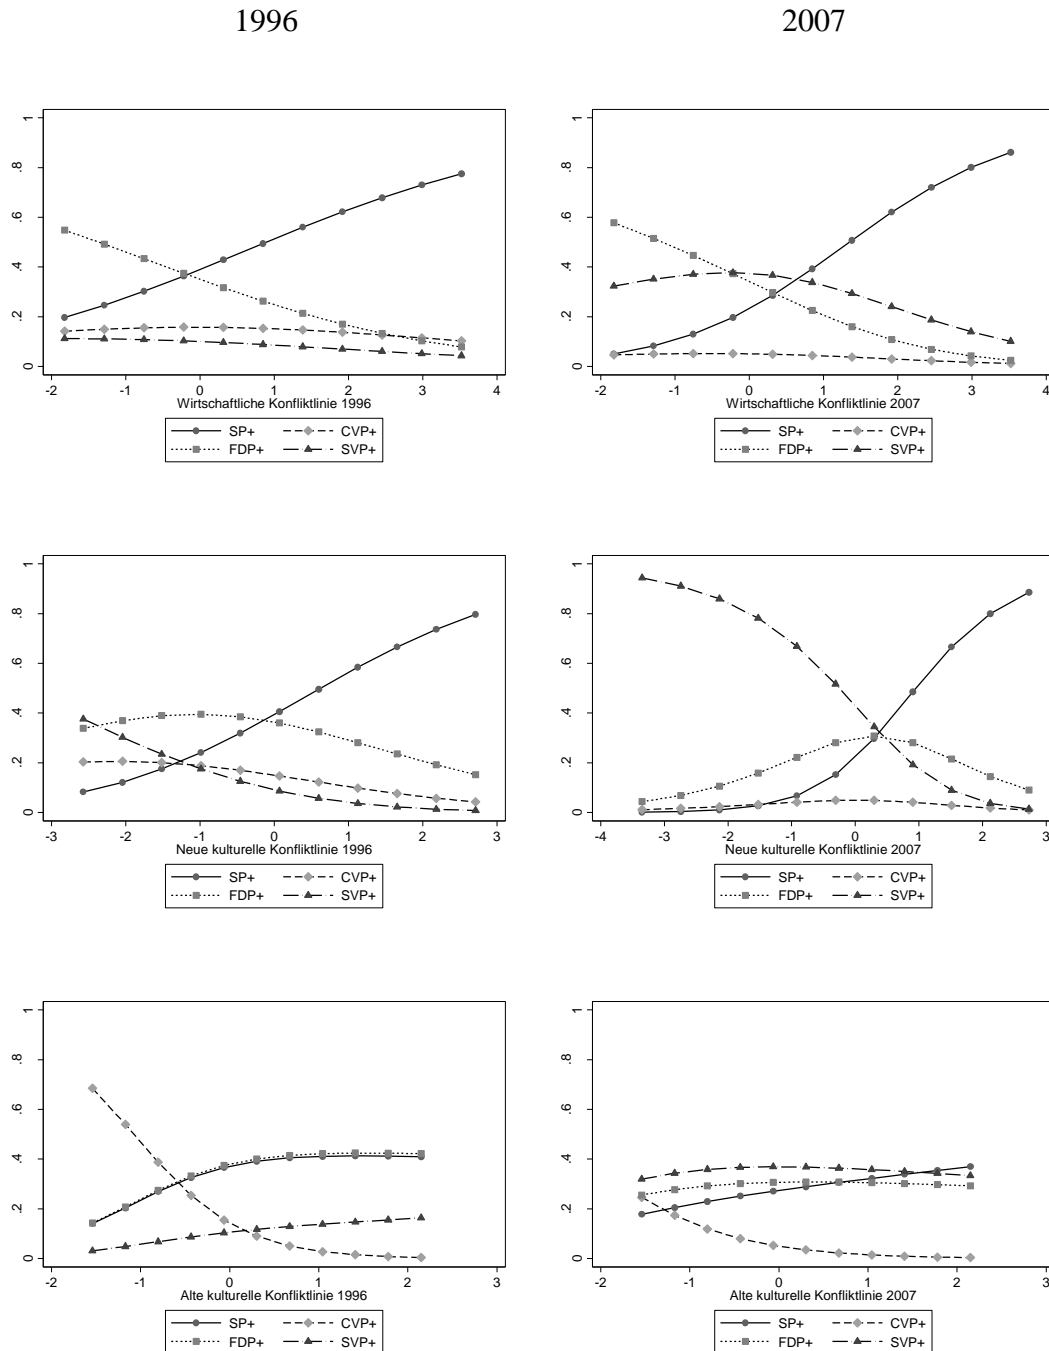 1996 2007
1
.8
.6
.4
.2
0
-2 -1 0 1 2 3 4
Wirtschaftliche Konfliktlinie 1996
SP+ CVP+
FDP+ SVP+
1
.8
.6
.4
.2
0
-2 -1 0 1 2 3 4
Wirtschaftliche Konfliktlinie 2007
SP+ CVP+
FDP+ SVP+
1
.8
.6
.4
.2
0
-3 -2 -1 0 1 2 3
Neue kulturelle Konfliktlinie 1996
SP+ CVP+
FDP+ SVP+
1
.8
.6
.4
.2
0
-4 -3 -2 -1 0 1 2 3
Neue kulturelle Konfliktlinie 2007
SP+ CVP+
FDP+ SVP+
1
.8
.6
.4
.2
0
-2 -1 0 1 2 3
Alte kulturelle Konfliktlinie 1996
SP+ CVP+
FDP+ SVP+
1
.8
.6
.4
.2
0
-2 -1 0 1 2 3
Alte kulturelle Konfliktlinie 2007
SP+ CVP+
FDP+ SVP+